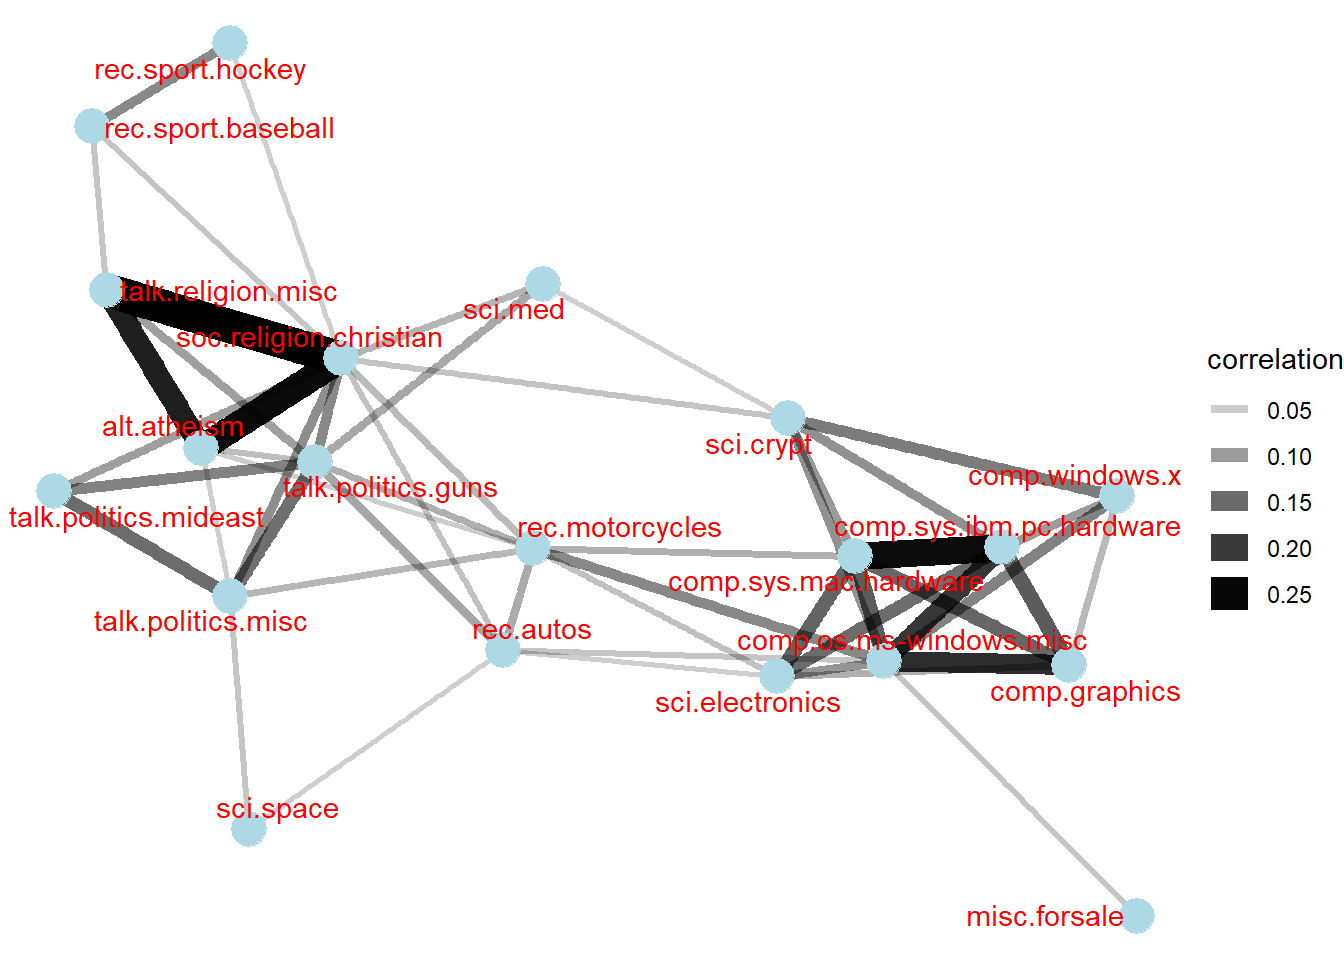 rec.sport.hockey
rec.sport.baseball
talk.religion.misc
sci.med
soc.religion.christian
correlation
0.05
alt.atheism
sci.crypt
0.10
comp.windows.x
talk.politics.guns
0.15
talk.politics.mideast
rec.motorcycles
comp.sys.ibm.pc.hardware
0.20
comp.sys.mac.hardware
0.25
talk.politics.misc
rec.autos
comp.os.ms-windows.misc
comp.graphics
sci.electronics
sci.space
misc.forsale